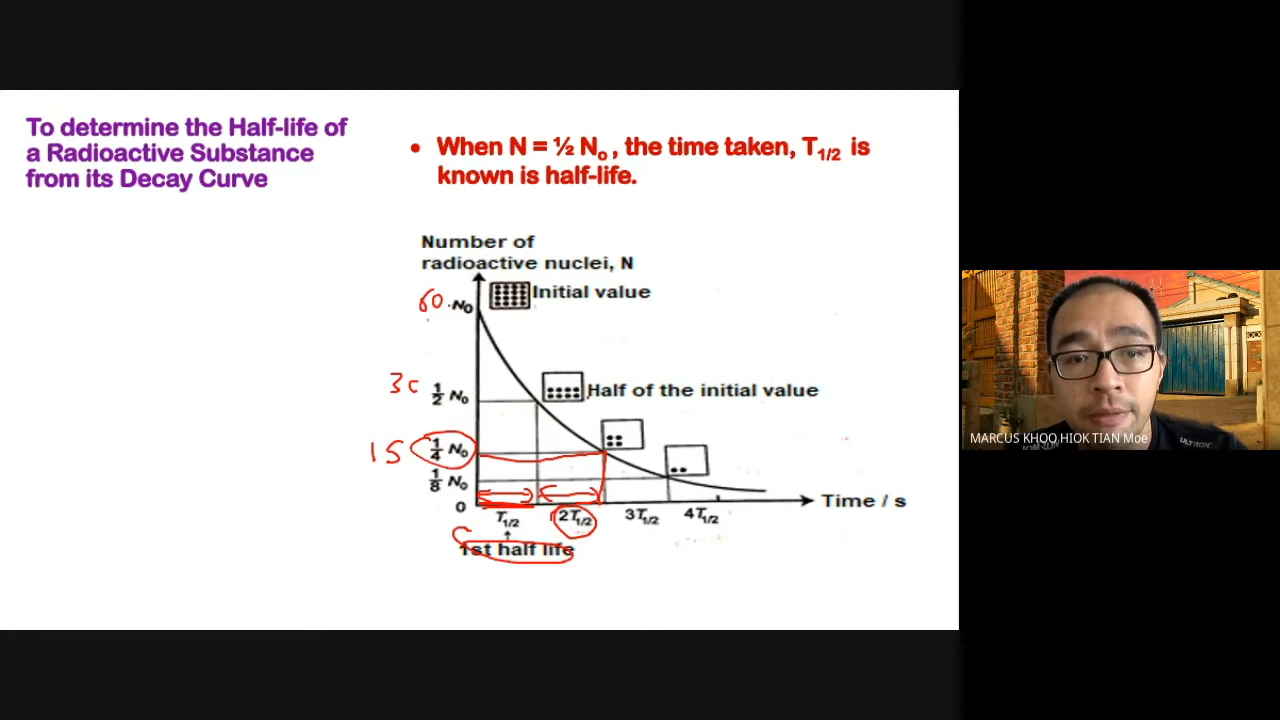 To determine the Half-life of
a Radioactive Substance
from its Decay Curve
• When N = ½ N₀ , the time taken, T₁/₂ is
known is half-life.
Number of
radioactive nuclei, N
60 N₀ Initial value
30 1/2 N₀ Half of the initial value
15 1/4 N₀
1/8 N₀
0
Time / s
T₁/₂ 2T₁/₂ 3T₁/₂ 4T₁/₂
1st half life
MARCUS KHOO HIOK TIAN Moe
ULTRON